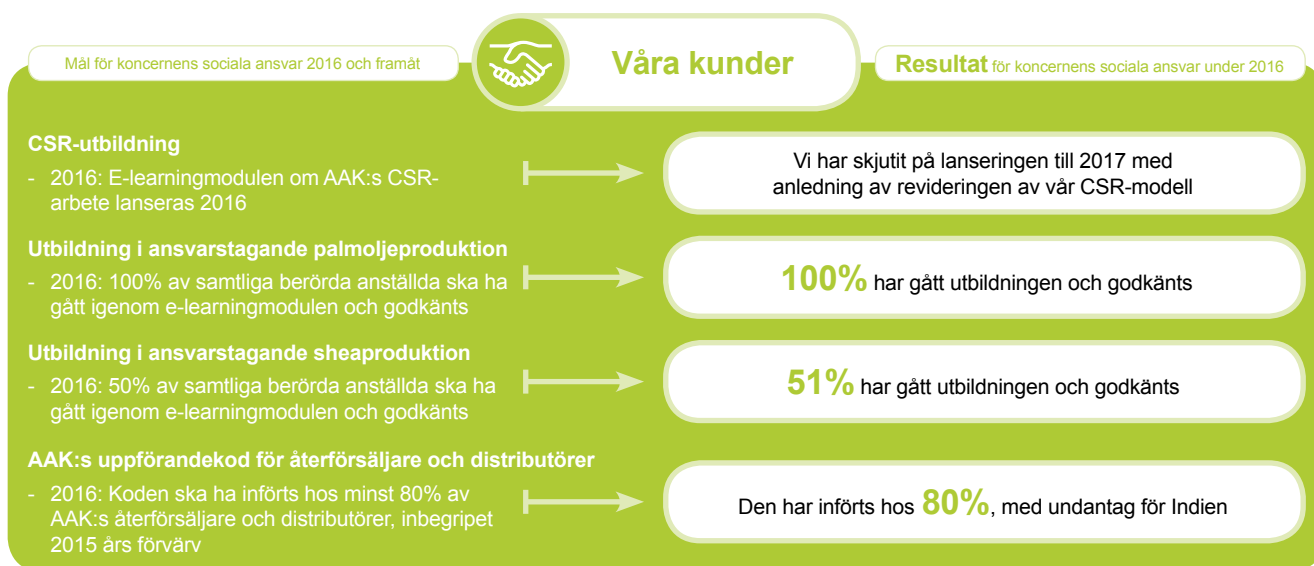 Mål för koncernens sociala ansvar 2016 och framåt
Våra kunder
Resultat för koncernens sociala ansvar under 2016
CSR-utbildning
- 2016: E-learningmodulen om AAK:s CSR-
arbete lanseras 2016
Vi har skjutit på lanseringen till 2017 med
anledning av revideringen av vår CSR-modell
Utbildning i ansvarstagande palmoljeproduktion
- 2016: 100% av samtliga berörda anställda ska ha
gått igenom e-learningmodulen och godkänts
100% har gått utbildningen och godkänts
Utbildning i ansvarstagande sheaproduktion
- 2016: 50% av samtliga berörda anställda ska ha
gått igenom e-learningmodulen och godkänts
51% har gått utbildningen och godkänts
AAK:s uppförandekod för återförsäljare och distributörer
- 2016: Koden ska ha införts hos minst 80% av
AAK:s återförsäljare och distributörer, inbegripet
2015 års förvärv
Den har införts hos 80%, med undantag för Indien